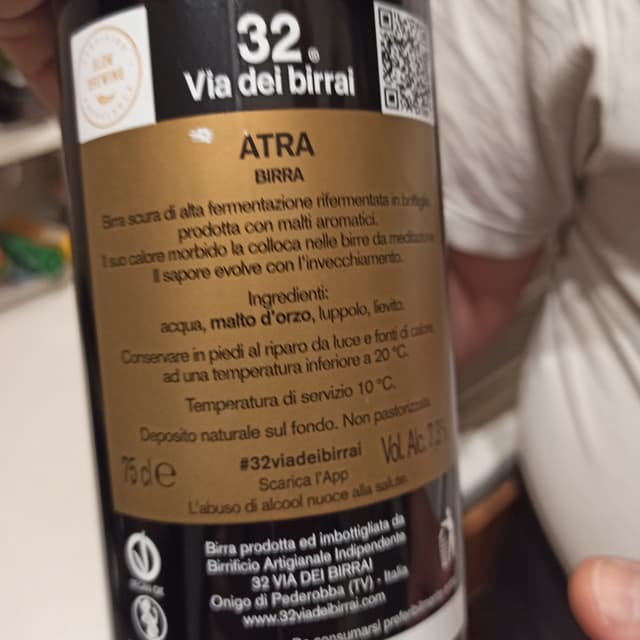 SLOW
BREWING
32.
Via dei birrai
ATRA
BIRRA
Birra scura di alta fermentazione rifermentata in bottiglia,
prodotta con malti aromatici.
Il suo calore morbido la colloca nelle birre da meditazione.
Il sapore evolve con l'invecchiamento.
Ingredienti:
acqua, malto d'orzo, luppolo, lievito.
Conservare in piedi al riparo da luce e fonti di calore,
ad una temperatura inferiore a 20 °C.
Temperatura di servizio 10 °C.
Deposito naturale sul fondo. Non pastorizzata.
75 cl e
#32viadeibirrai
Vol. Alc.
Scarica l'App
L'abuso di alcool nuoce alla salute.
Birra prodotta ed imbottigliata da
Birrificio Artigianale Indipendente
32 VIA DEI BIRRAI
Onigo di Pederobba (TV) - Italia
www.32viadeibirrai.com
consumarsi